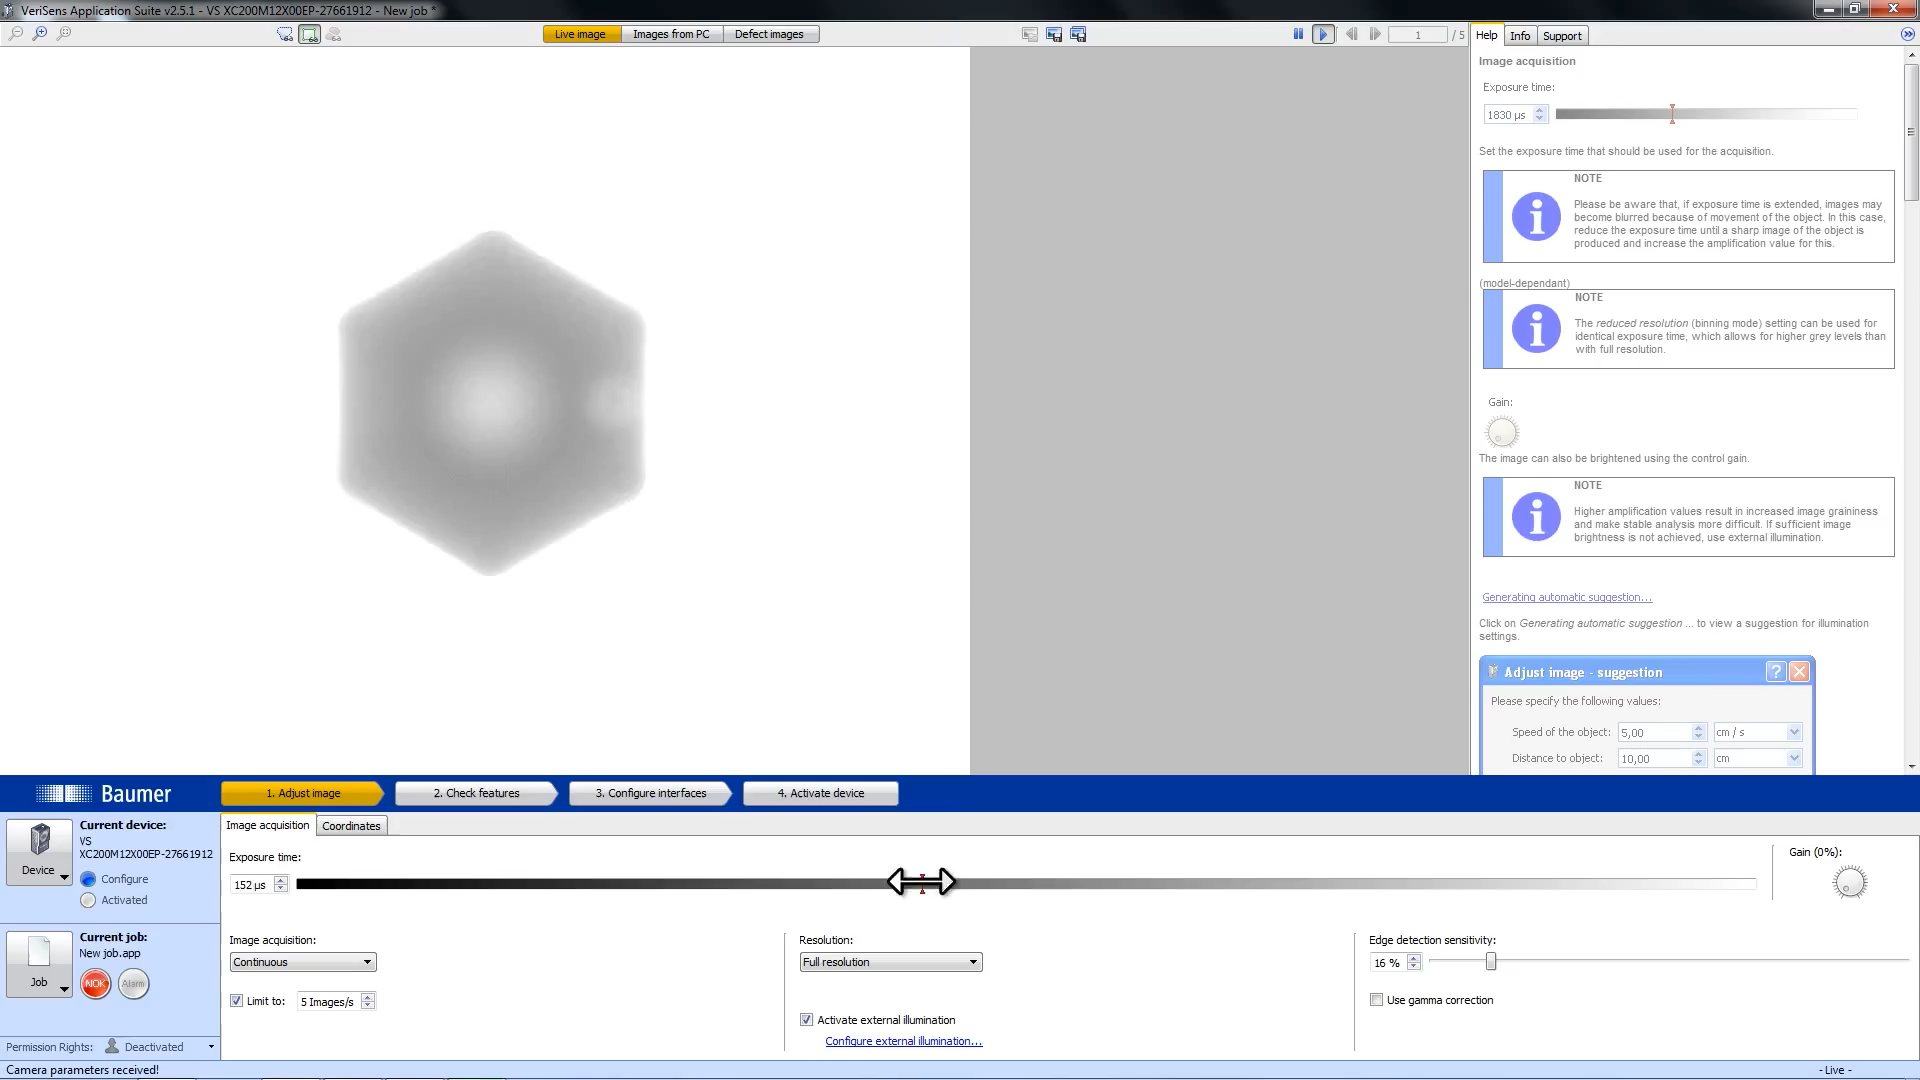 VeriSens Application Suite v2.5.1 - VS XC200M12X00EP-27661912 - New job *
Live image
Images from PC
Defect images
1
/ 5
Help
Info
Support
Image acquisition
Exposure time:
1830 µs
Set the exposure time that should be used for the acquisition.
NOTE
Please be aware that, if exposure time is extended, images may
become blurred because of movement of the object. In this case,
reduce the exposure time until a sharp image of the object is
produced and increase the amplification value for this.
(model-dependant)
NOTE
The reduced resolution (binning mode) setting can be used for
identical exposure time, which allows for higher grey levels than
with full resolution.
Gain:
The image can also be brightened using the control gain.
NOTE
Higher amplification values result in increased image graininess
and make stable analysis more difficult. If sufficient image
brightness is not achieved, use external illumination.
Generating automatic suggestion...
Click on Generating automatic suggestion ... to view a suggestion for illumination
settings.
Adjust image - suggestion
Please specify the following values:
Speed of the object: 5,00 cm / s
Distance to object: 10,00 cm
Baumer
1. Adjust image
2. Check features
3. Configure interfaces
4. Activate device
Current device:
VS
XC200M12X00EP-27661912
Device
Configure
Activated
Current job:
New job.app
Job
NOK
Alarm
Permission Rights: Deactivated
Image acquisition
Coordinates
Exposure time:
152 µs
Gain (0%):
Image acquisition:
Continuous
Limit to: 5 Images/s
Resolution:
Full resolution
Activate external illumination
Configure external illumination...
Edge detection sensitivity:
16 %
Use gamma correction
Camera parameters received!
- Live -